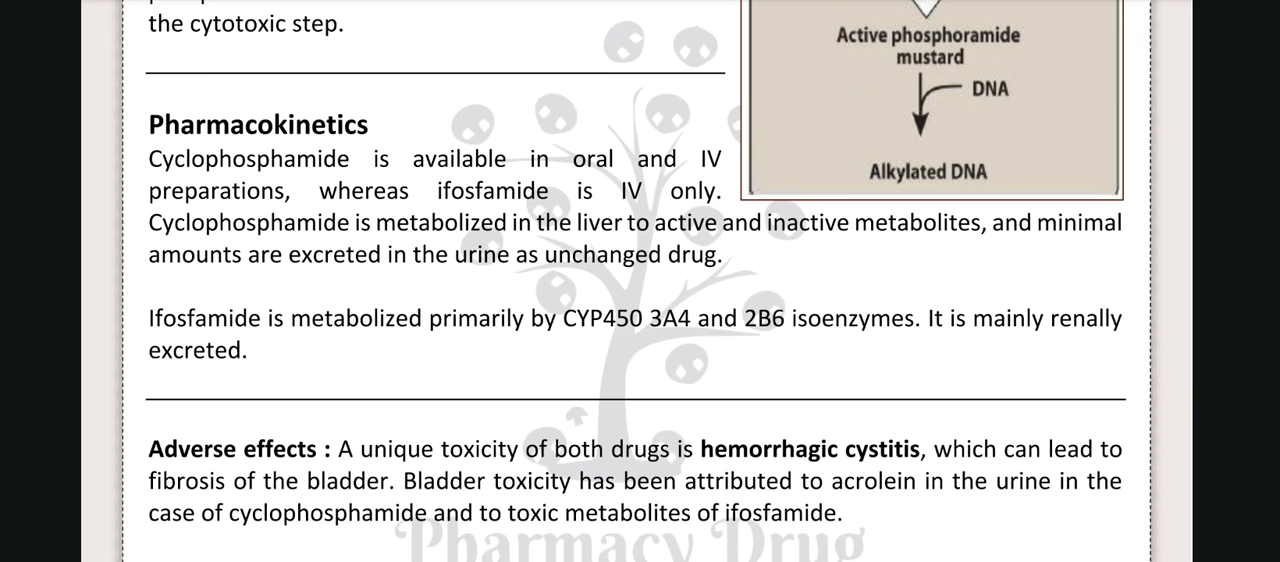 the cytotoxic step.
Active phosphoramide
mustard
DNA
Alkylated DNA
Pharmacokinetics
Cyclophosphamide is available in oral and IV
preparations, whereas ifosfamide is IV only.
Cyclophosphamide is metabolized in the liver to active and inactive metabolites, and minimal
amounts are excreted in the urine as unchanged drug.
Ifosfamide is metabolized primarily by CYP450 3A4 and 2B6 isoenzymes. It is mainly renally
excreted.
Adverse effects : A unique toxicity of both drugs is hemorrhagic cystitis, which can lead to
fibrosis of the bladder. Bladder toxicity has been attributed to acrolein in the urine in the
case of cyclophosphamide and to toxic metabolites of ifosfamide.
Pharmacy Drug